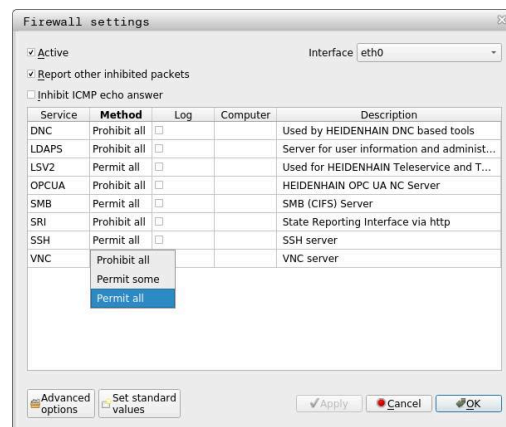 Firewall settings
Active
Interface eth0
Report other inhibited packets
Inhibit ICMP echo answer
Service Method Log Computer Description
DNC Prohibit all Used by HEIDENHAIN DNC based tools
LDAPS Prohibit all Server for user information and administ...
LSV2 Permit all Used for HEIDENHAIN Teleservice and T...
OPCUA Prohibit all HEIDENHAIN OPC UA NC Server
SMB Permit all SMB (CIFS) Server
SRI Prohibit all State Reporting Interface via http
SSH Permit all SSH server
VNC Prohibit all VNC server
Permit some
Permit all
Advanced options
Set standard values
Apply
Cancel
OK